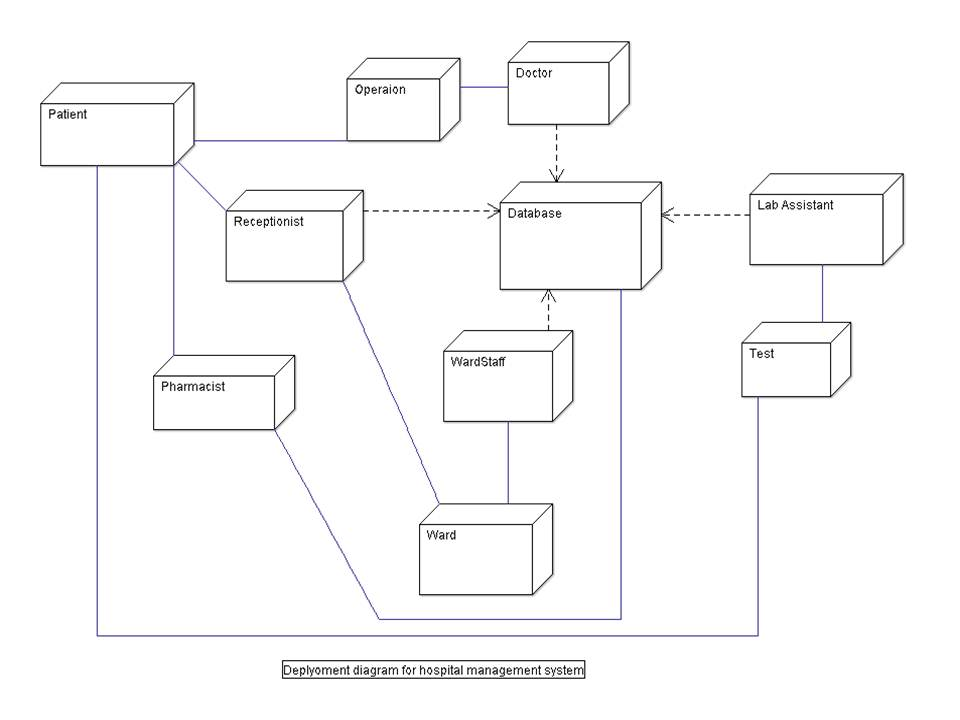 Doctor
Operaion
Patient
Database
Lab Assistant
Receptionist
WardStaff
Test
Pharmacist
Ward
Deplyoment diagram for hospital management system